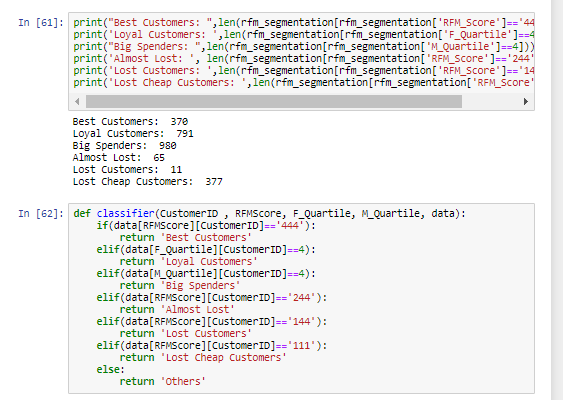 In [61]: print("Best Customers: ",len(rfm_segmentation[rfm_segmentation['RFM_Score']=='44
print('Loyal Customers: ',len(rfm_segmentation[rfm_segmentation['F_Quartile']==4
print("Big Spenders: ",len(rfm_segmentation[rfm_segmentation['M_Quartile']==4]))
print('Almost Lost: ', len(rfm_segmentation[rfm_segmentation['RFM_Score']=='244'
print('Lost Customers: ',len(rfm_segmentation[rfm_segmentation['RFM_Score']=='14
print('Lost Cheap Customers: ',len(rfm_segmentation[rfm_segmentation['RFM_Score'
Best Customers:  370
Loyal Customers:  791
Big Spenders:  980
Almost Lost:  65
Lost Customers:  11
Lost Cheap Customers:  377
In [62]: def classifier(CustomerID , RFMScore, F_Quartile, M_Quartile, data):
    if(data[RFMScore][CustomerID]=='444'):
        return 'Best Customers'
    elif(data[F_Quartile][CustomerID]==4):
        return 'Loyal Customers'
    elif(data[M_Quartile][CustomerID]==4):
        return 'Big Spenders'
    elif(data[RFMScore][CustomerID]=='244'):
        return 'Almost Lost'
    elif(data[RFMScore][CustomerID]=='144'):
        return 'Lost Customers'
    elif(data[RFMScore][CustomerID]=='111'):
        return 'Lost Cheap Customers'
    else:
        return 'Others'